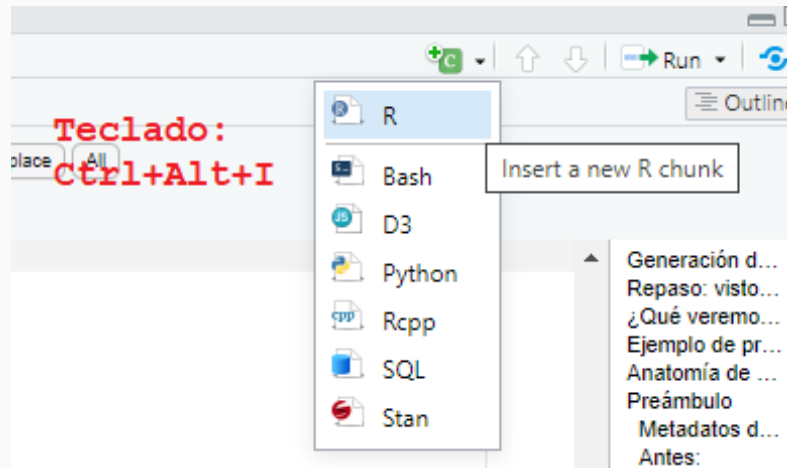 Run
Outlin
Teclado:
place All
Ctrl+Alt+I
R
Insert a new R chunk
Bash
D3
Python
Rcpp
SQL
Stan
Generación d...
Repaso: visto...
¿Qué veremo...
Ejemplo de pr...
Anatomía de ...
Preámbulo
Metadatos d...
Antes: